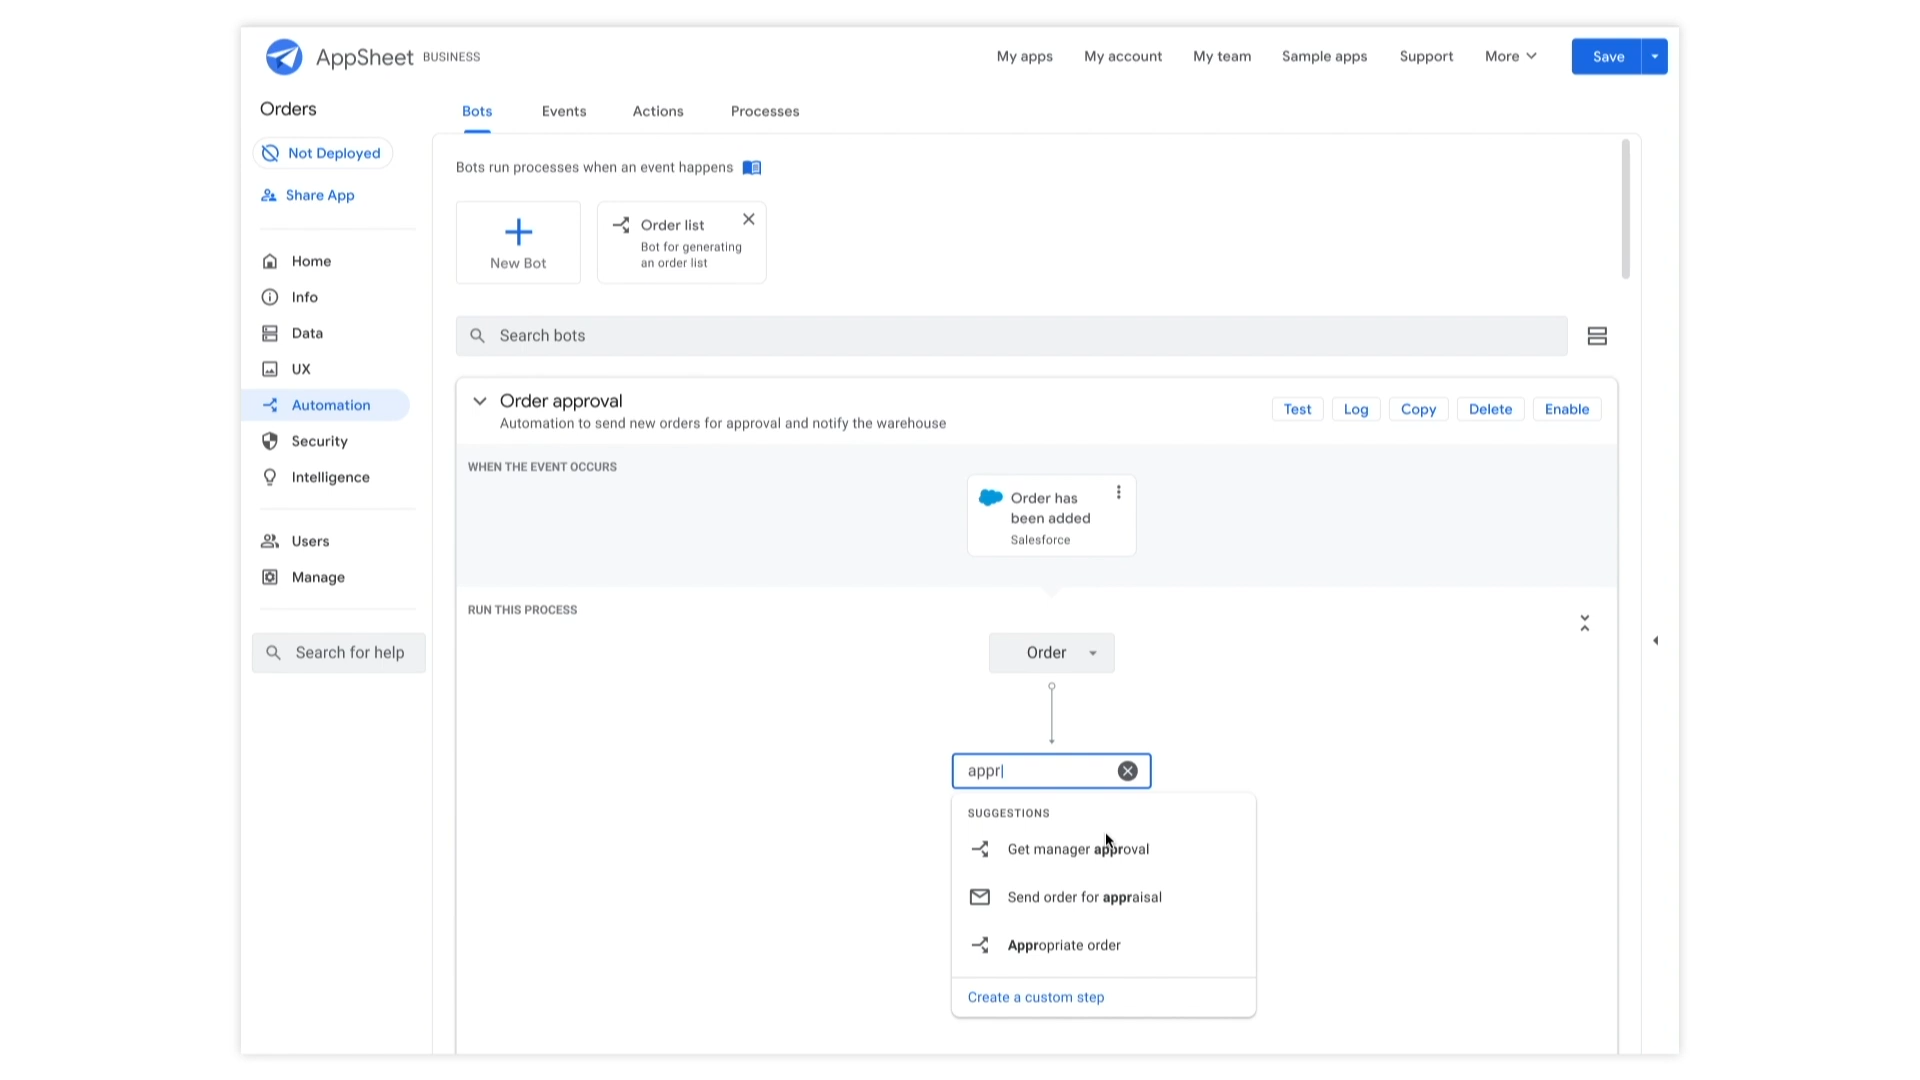 AppSheet BUSINESS
My apps
My account
My team
Sample apps
Support
More
Save
Orders
Not Deployed
Share App
Home
Info
Data
UX
Automation
Security
Intelligence
Users
Manage
Search for help
Bots
Events
Actions
Processes
Bots run processes when an event happens
New Bot
Order list
Bot for generating
an order list
Search bots
Order approval
Automation to send new orders for approval and notify the warehouse
Test
Log
Copy
Delete
Enable
WHEN THE EVENT OCCURS
Order has
been added
Salesforce
RUN THIS PROCESS
Order
appr
SUGGESTIONS
Get manager approval
Send order for appraisal
Appropriate order
Create a custom step